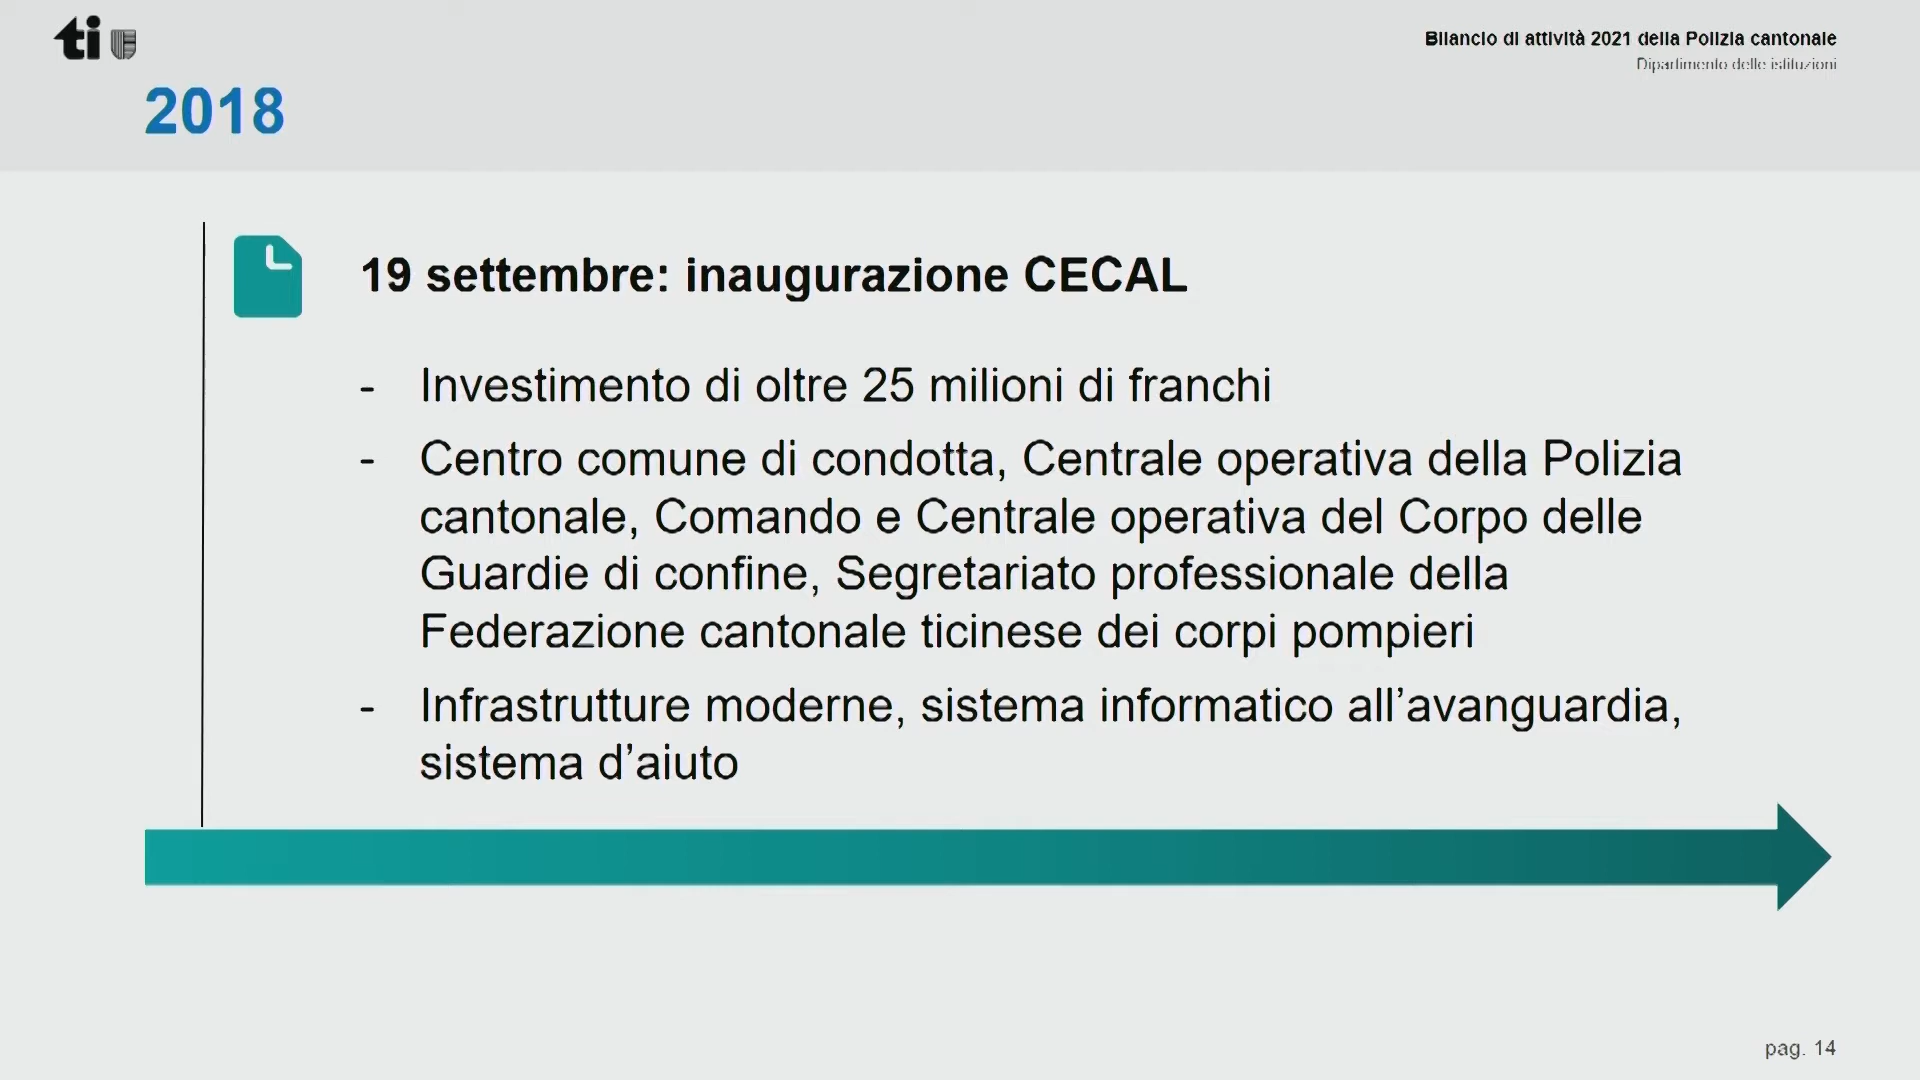 ti
Bilancio di attività 2021 della Polizia cantonale
Dipartimento delle istituzioni
2018
19 settembre: inaugurazione CECAL
- Investimento di oltre 25 milioni di franchi
- Centro comune di condotta, Centrale operativa della Polizia
cantonale, Comando e Centrale operativa del Corpo delle
Guardie di confine, Segretariato professionale della
Federazione cantonale ticinese dei corpi pompieri
- Infrastrutture moderne, sistema informatico all’avanguardia,
sistema d’aiuto
pag. 14